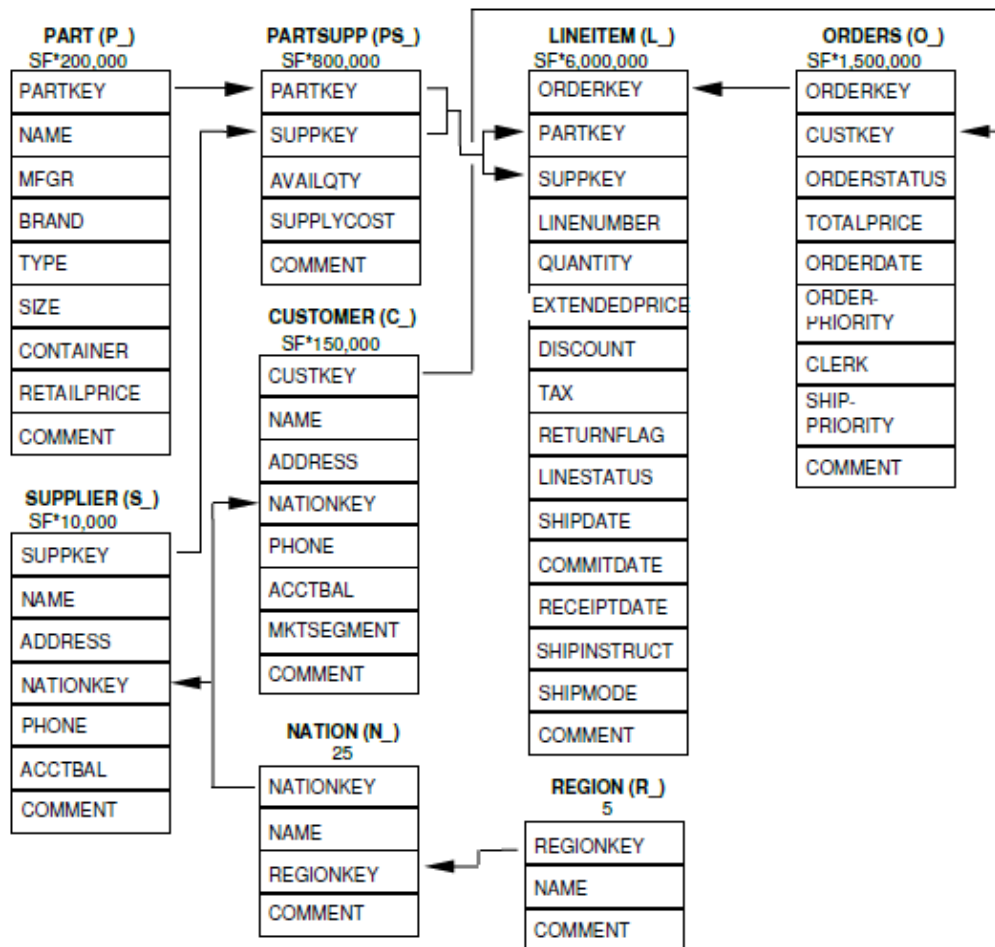 PART (P_)
SF*200,000
PARTKEY
NAME
MFGR
BRAND
TYPE
SIZE
CONTAINER
RETAILPRICE
COMMENT
SUPPLIER (S_)
SF*10,000
SUPPKEY
NAME
ADDRESS
NATIONKEY
PHONE
ACCTBAL
COMMENT
PARTSUPP (PS_)
SF*800,000
PARTKEY
SUPPKEY
AVAILQTY
SUPPLYCOST
COMMENT
CUSTOMER (C_)
SF*150,000
CUSTKEY
NAME
ADDRESS
NATIONKEY
PHONE
ACCTBAL
MKTSEGMENT
COMMENT
NATION (N_)
25
NATIONKEY
NAME
REGIONKEY
COMMENT
LINEITEM (L_)
SF*6,000,000
ORDERKEY
PARTKEY
SUPPKEY
LINENUMBER
QUANTITY
EXTENDEDPRICE
DISCOUNT
TAX
RETURNFLAG
LINESTATUS
SHIPDATE
COMMITDATE
RECEIPTDATE
SHIPINSTRUCT
SHIPMODE
COMMENT
REGION (R_)
5
REGIONKEY
NAME
COMMENT
ORDERS (O_)
SF*1,500,000
ORDERKEY
CUSTKEY
ORDERSTATUS
TOTALPRICE
ORDERDATE
ORDER-
PRIORITY
CLERK
SHIP-
PRIORITY
COMMENT